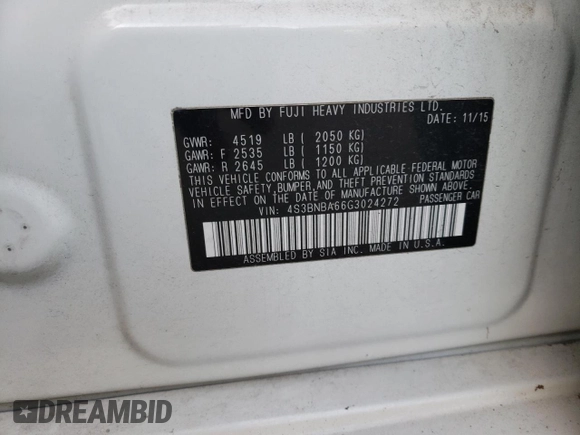 MFD BY FUJI HEAVY INDUSTRIES LTD.
DATE: 11/15
GVWR: 4519 LB ( 2050 KG)
GAWR: F 2535 LB ( 1150 KG)
GAWR: R 2645 LB ( 1200 KG)
THIS VEHICLE CONFORMS TO ALL APPLICABLE FEDERAL MOTOR
VEHICLE SAFETY, BUMPER, AND THEFT PREVENTION STANDARDS
IN EFFECT ON THE DATE OF MANUFACTURE SHOWN ABOVE.
VIN: 4S3BNBA66G3024272 PASSENGER CAR
ASSEMBLED BY SIA INC. MADE IN U.S.A.
DREAMBID